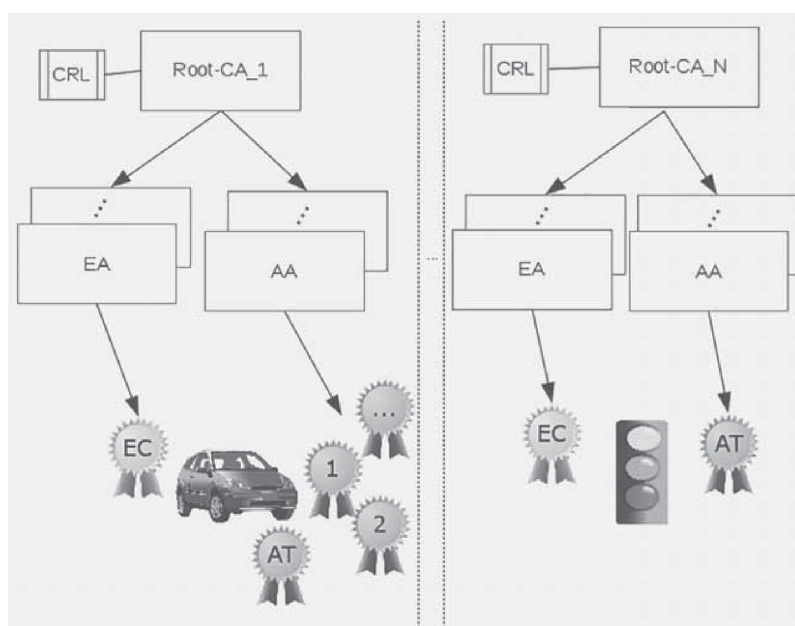 CRL
Root-CA_1
EA
AA
EC
...
1
2
AT
...
CRL
Root-CA_N
EA
AA
EC
AT